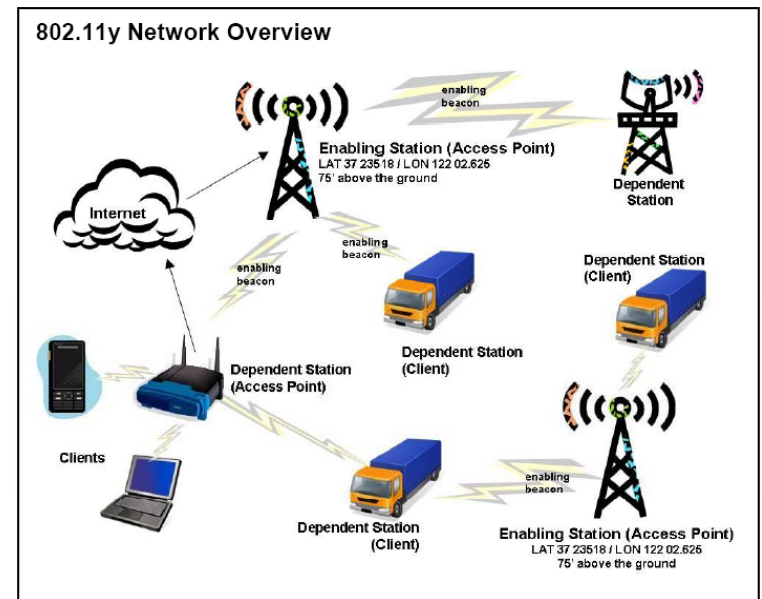 802.11y Network Overview
enabling
beacon
Enabling Station (Access Point)
LAT 37 23518 / LON 122 02.625
75' above the ground
Dependent
Station
Internet
enabling
beacon
enabling
beacon
Dependent Station
(Client)
Dependent Station
(Client)
Dependent Station
(Access Point)
Clients
enabling
beacon
Dependent Station
(Client)
Enabling Station (Access Point)
LAT 37 23518 / LON 122 02.625
75' above the ground